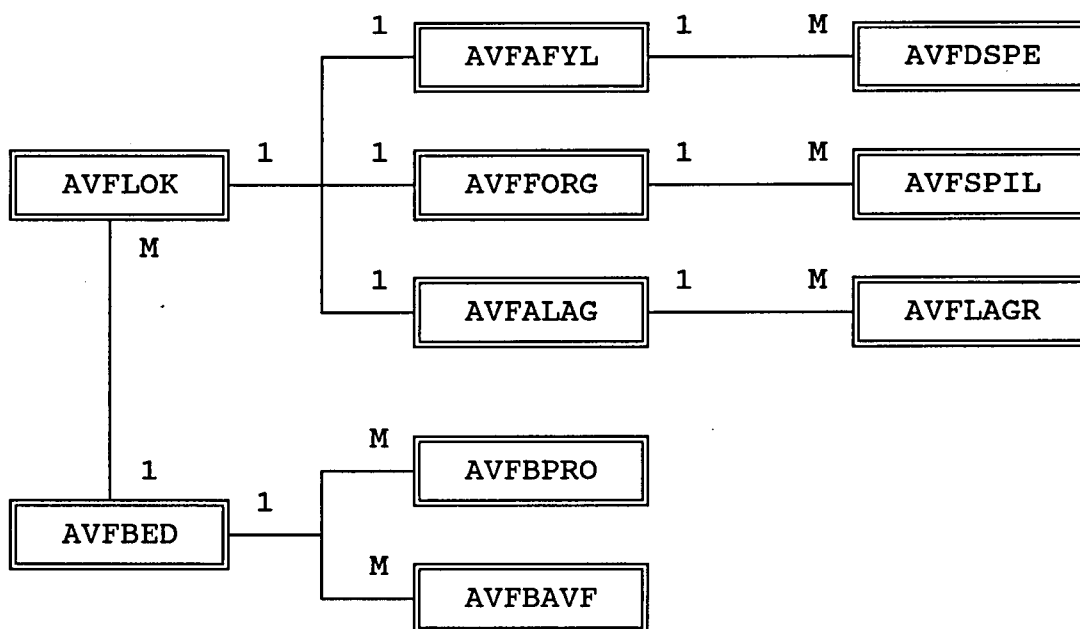 1 AVFAFYL 1 M AVFDSPE
AVFLOK 1 1 AVFFORG 1 M AVFSPIL
M
1 AVFALAG 1 M AVFLAGR
M AVFBPRO
1
AVFBED 1
M AVFBAVF